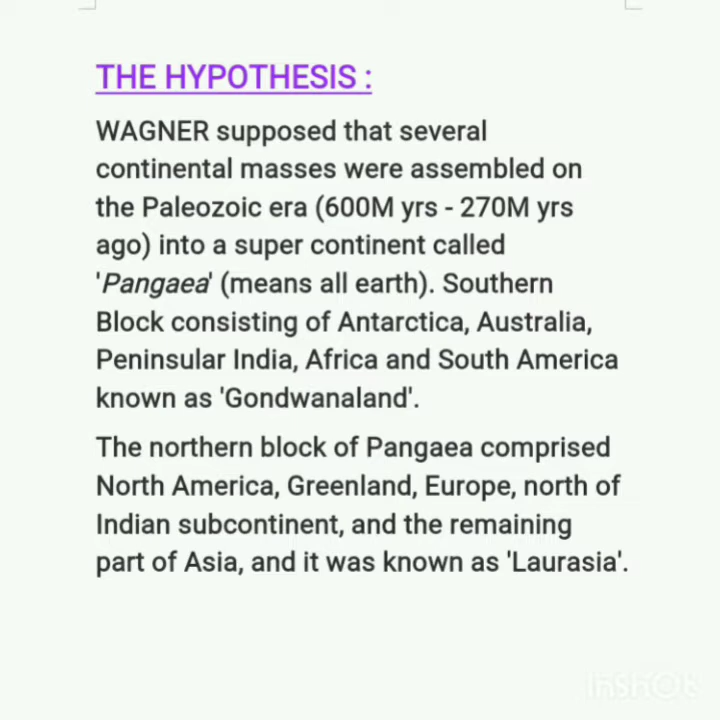 THE HYPOTHESIS :
WAGNER supposed that several
continental masses were assembled on
the Paleozoic era (600M yrs - 270M yrs
ago) into a super continent called
'Pangaea' (means all earth). Southern
Block consisting of Antarctica, Australia,
Peninsular India, Africa and South America
known as 'Gondwanaland'.
The northern block of Pangaea comprised
North America, Greenland, Europe, north of
Indian subcontinent, and the remaining
part of Asia, and it was known as 'Laurasia'.
InShOt